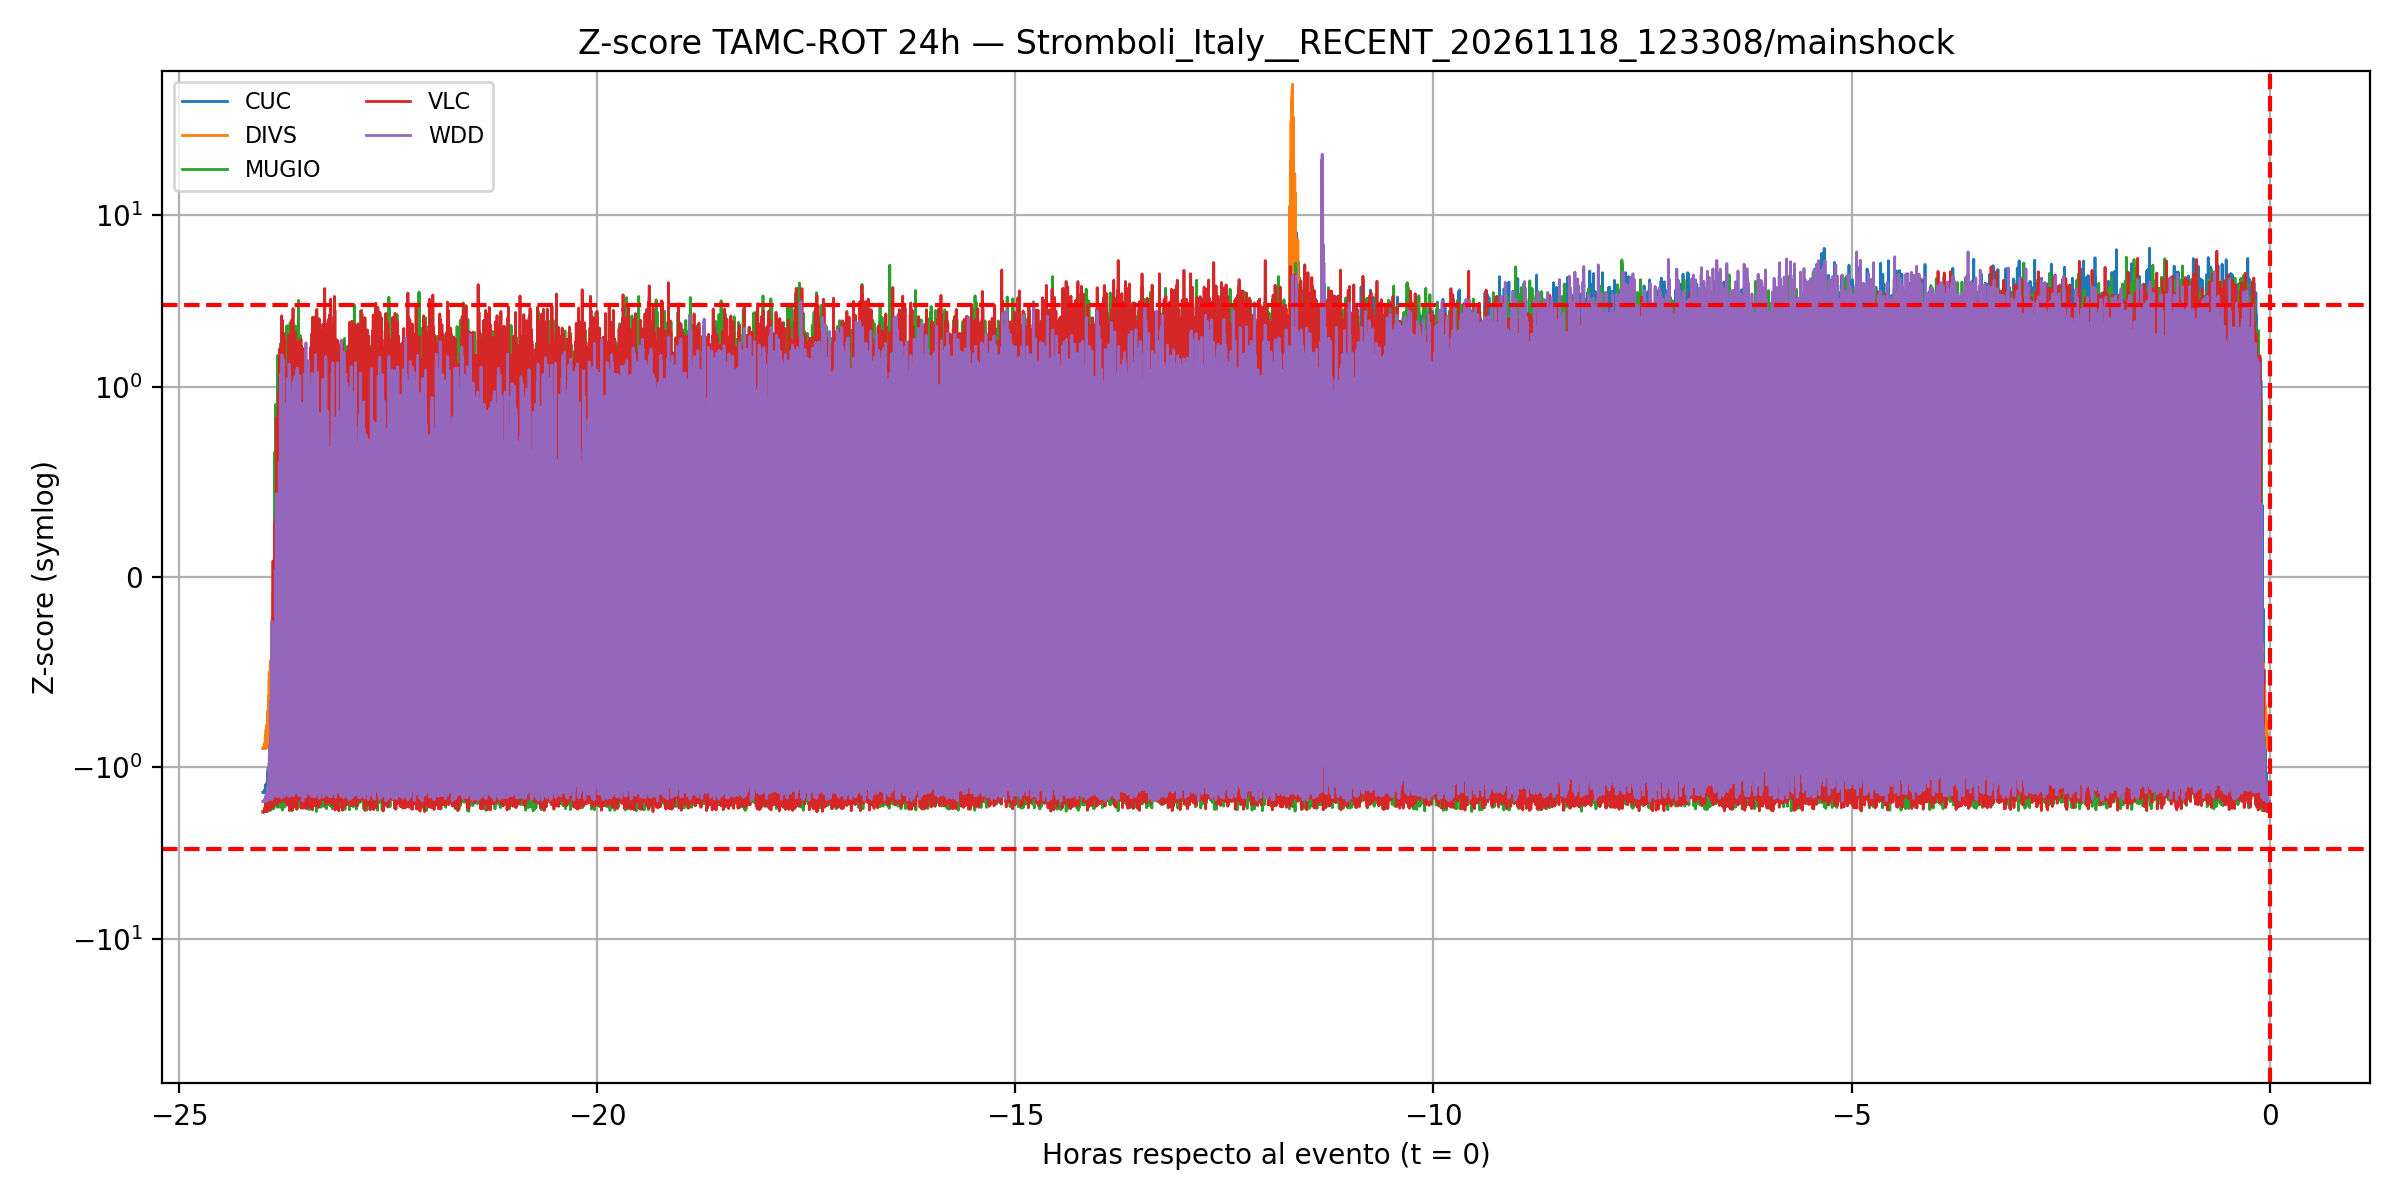 Z-score TAMC-ROT 24h — Stromboli_Italy__RECENT_20261118_123308/mainshock
CUC
DIVS
MUGIO
VLC
WDD
Z-score (symlog)
10¹
10⁰
0
−10⁰
−10¹
−25
−20
−15
−10
−5
0
Horas respecto al evento (t = 0)